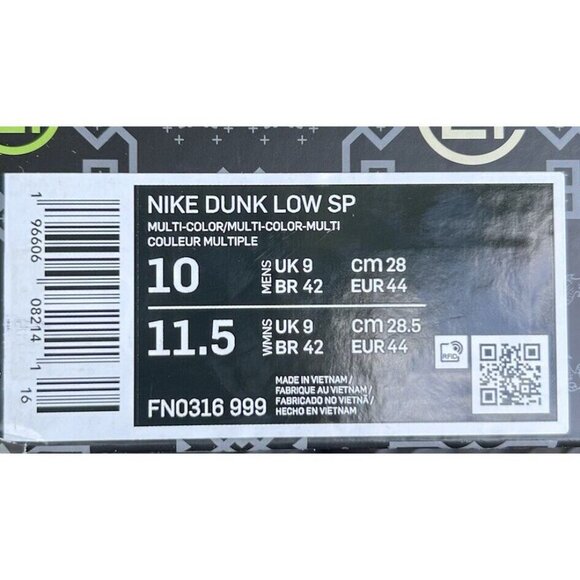 NIKE DUNK LOW SP
MULTI-COLOR/MULTI-COLOR-MULTI
COULEUR MULTIPLE
10 MENS UK 9 cm 28
BR 42 EUR 44
11.5 WMNS UK 9 cm 28.5
BR 42 EUR 44
FN0316 999
MADE IN VIETNAM/
FABRIQUE AU VIETNAM/
FABRICADO NO VIETNÃ/
HECHO EN VIETNAM
RFID
1 96606 08214 1 16